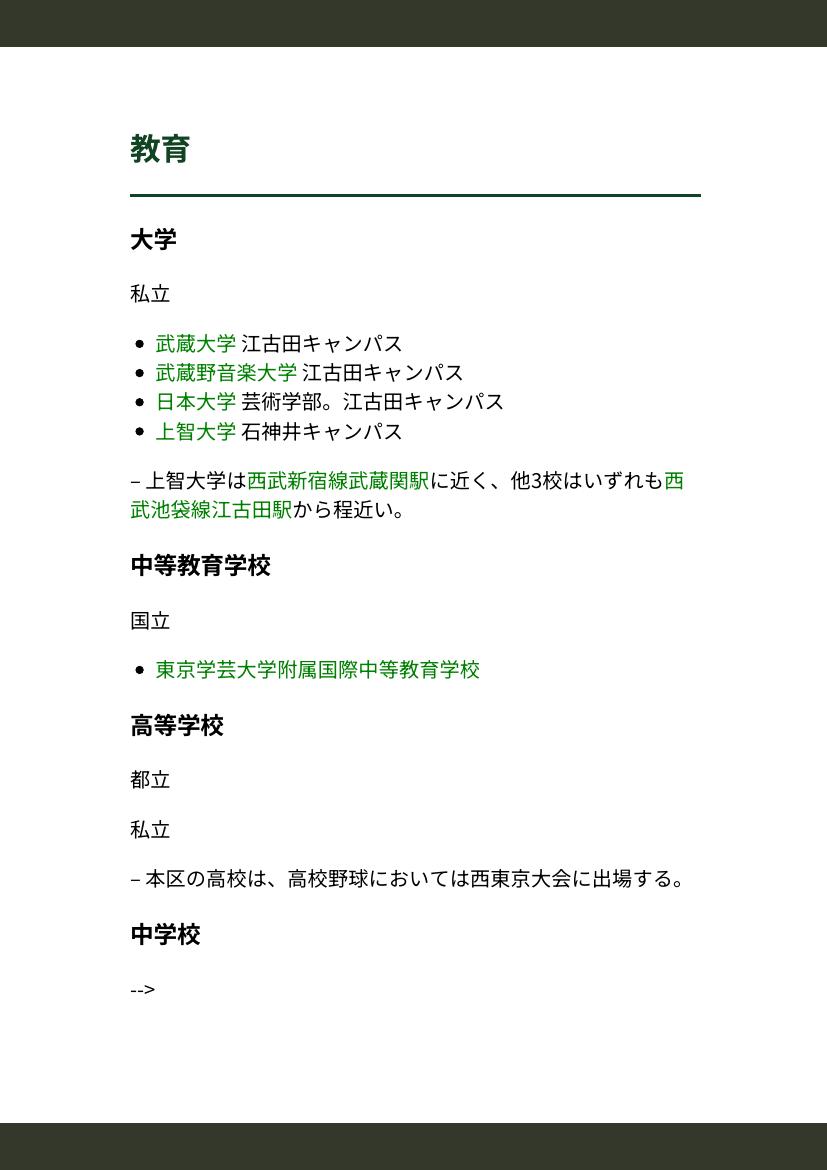 教育
大学
私立
• 武蔵大学 江古田キャンパス
• 武蔵野音楽大学 江古田キャンパス
• 日本大学 芸術学部。江古田キャンパス
• 上智大学 石神井キャンパス
– 上智大学は西武新宿線武蔵関駅に近く、他3校はいずれも西
武池袋線江古田駅から程近い。
中等教育学校
国立
• 東京学芸大学附属国際中等教育学校
高等学校
都立
私立
– 本区の高校は、高校野球においては西東京大会に出場する。
中学校
-->